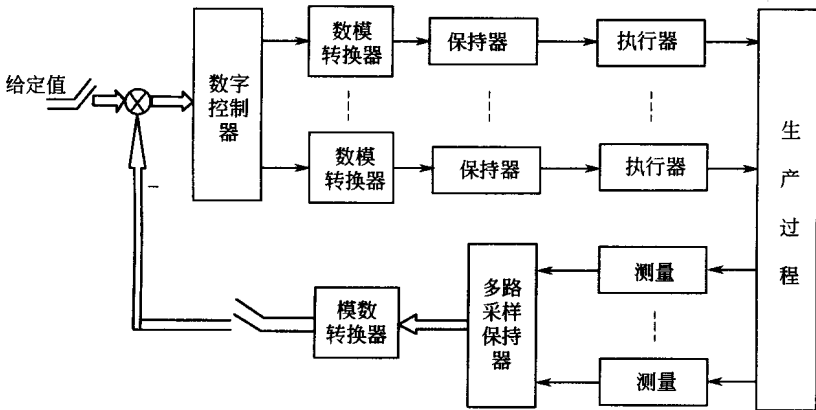 给定值
数字
控制
器
数模
转换器
保持器
执行器
数模
转换器
保持器
执行器
生
产
过
程
模数
转换器
多路
采样
保持
器
测量
测量